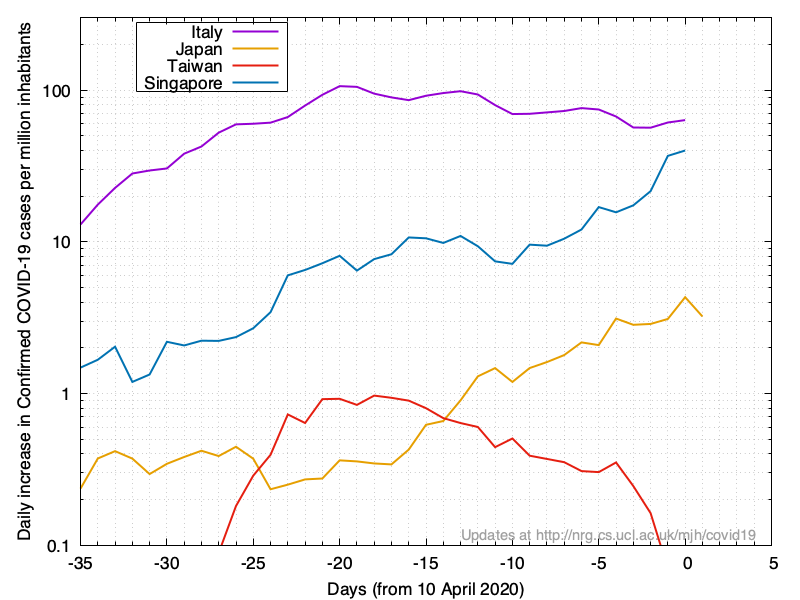 Daily increase in Confirmed COVID-19 cases per million inhabitants
Italy
Japan
Taiwan
Singapore
100
10
1
0.1
Updates at http://nrg.cs.ucl.ac.uk/mjh/covid19
-35 -30 -25 -20 -15 -10 -5 0 5
Days (from 10 April 2020)